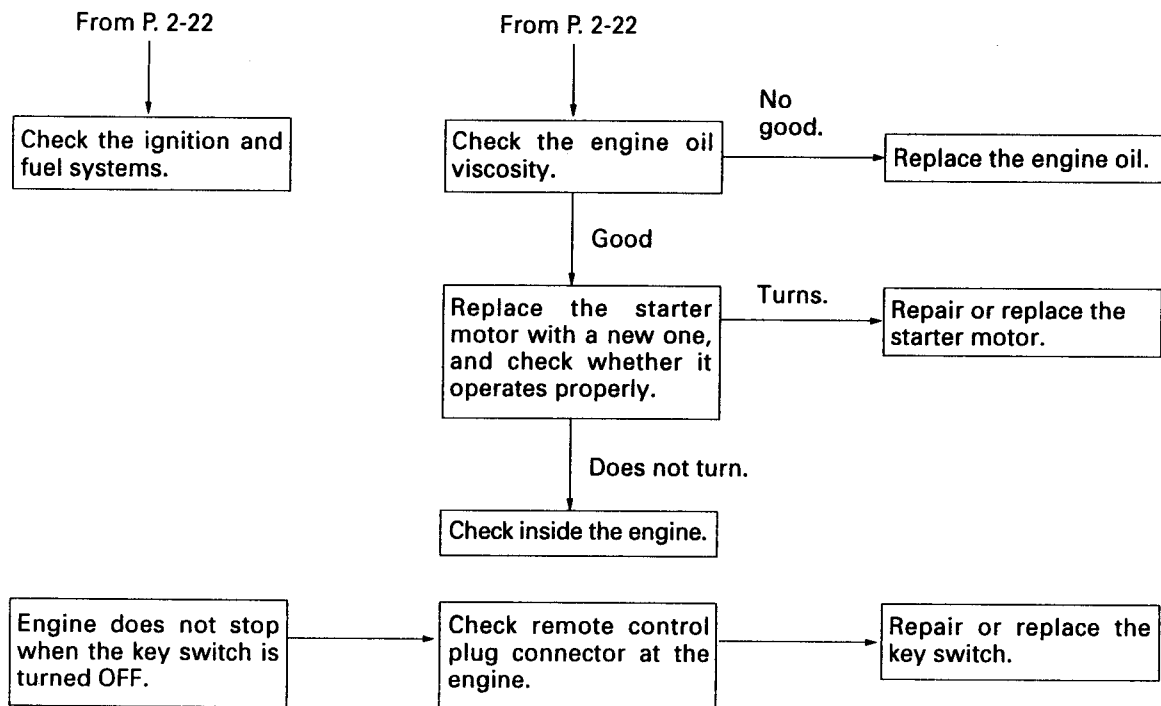 From P. 2-22
From P. 2-22
Check the ignition and
fuel systems.
Check the engine oil
viscosity.
No
good.
Replace the engine oil.
Good
Replace the starter
motor with a new one,
and check whether it
operates properly.
Turns.
Repair or replace the
starter motor.
Does not turn.
Check inside the engine.
Engine does not stop
when the key switch is
turned OFF.
Check remote control
plug connector at the
engine.
Repair or replace the
key switch.